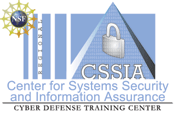 NSF
CSSIA
Center for Systems Security
and Information Assurance
CYBER DEFENSE TRAINING CENTER